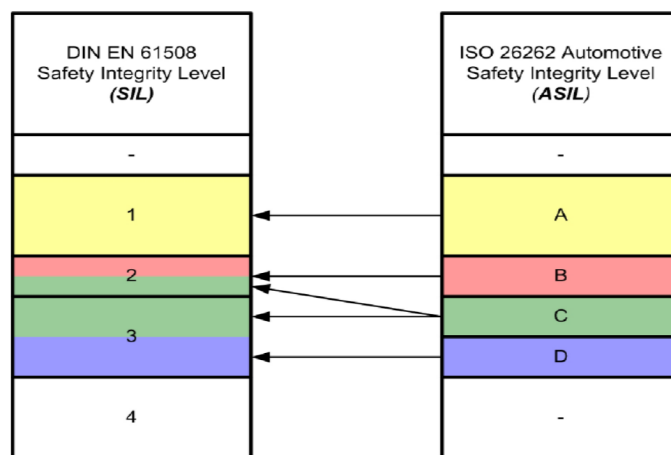 DIN EN 61508
Safety Integrity Level
(SIL)
ISO 26262 Automotive
Safety Integrity Level
(ASIL)
-
-
1
A
2
B
3
C
D
4
-